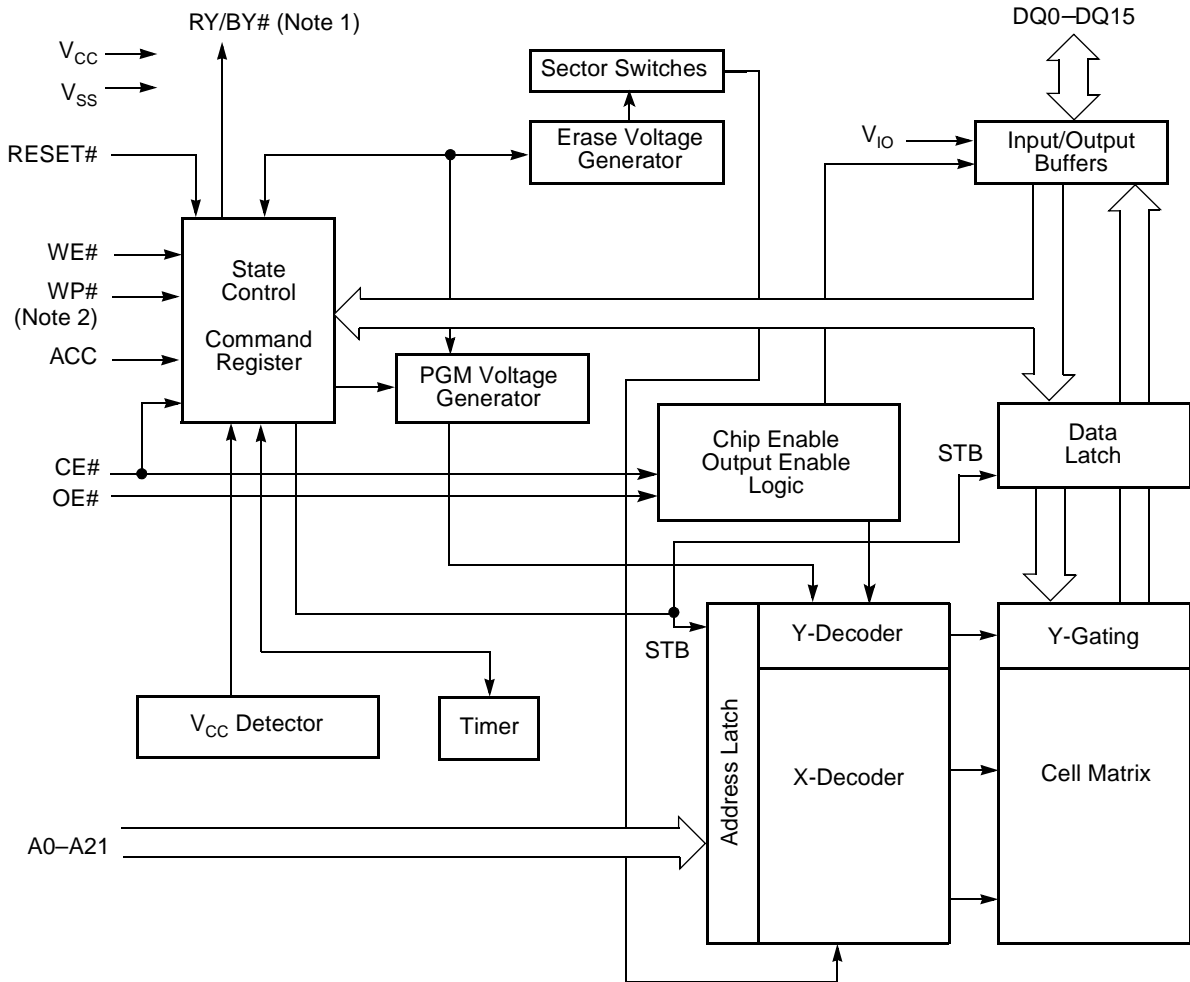 RY/BY# (Note 1)
DQ0–DQ15
VCC
VSS
Sector Switches
RESET#
Erase Voltage
Generator
VIO
Input/Output
Buffers
WE#
WP#
(Note 2)
ACC
State
Control
Command
Register
PGM Voltage
Generator
CE#
OE#
Chip Enable
Output Enable
Logic
STB
Data
Latch
STB
Y-Decoder
Y-Gating
VCC Detector
Timer
Address Latch
X-Decoder
Cell Matrix
A0–A21